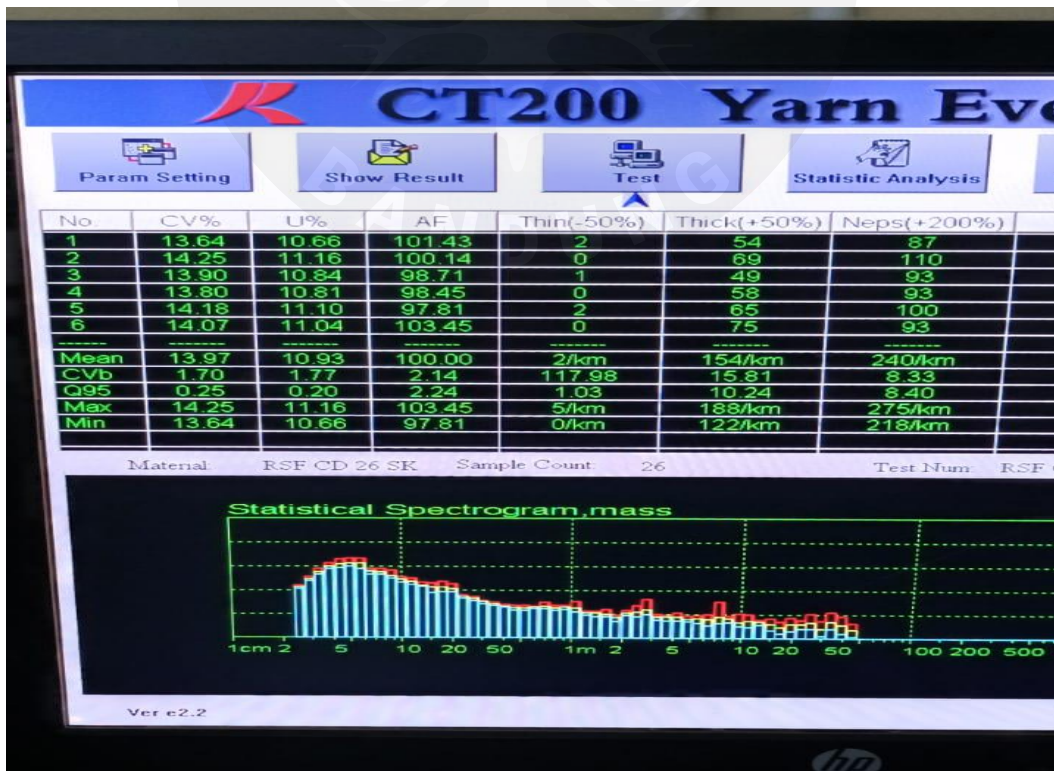 CT200 Yarn Eve
Param Setting Show Result Test Statistic Analysis
No CV% U% AF Thin(-50%) Thick(+50%) Neps(+200%)
1 13.64 10.66 101.43 2 54 87
2 14.25 11.16 100.14 0 69 110
3 13.90 10.84 98.71 1 49 93
4 13.80 10.81 98.45 0 58 93
5 14.18 11.10 97.81 2 65 100
6 14.07 11.04 103.45 0 75 93
------ ------- ------- ------- ------- ------- -------
Mean 13.97 10.93 100.00 2/km 154/km 240/km
CVb 1.70 1.77 2.14 117.98 15.81 8.33
Q95 0.25 0.20 2.24 1.03 10.24 8.40
Max 14.25 11.16 103.45 5/km 188/km 275/km
Min 13.64 10.66 97.81 0/km 122/km 218/km
Material: RSF CD 26 SK Sample Count: 26 Test Num: RSF
Statistical Spectrogram,mass
1cm 2 5 10 20 50 1m 2 5 10 20 50 100 200 500
Ver e2.2
hp
BANDUNG